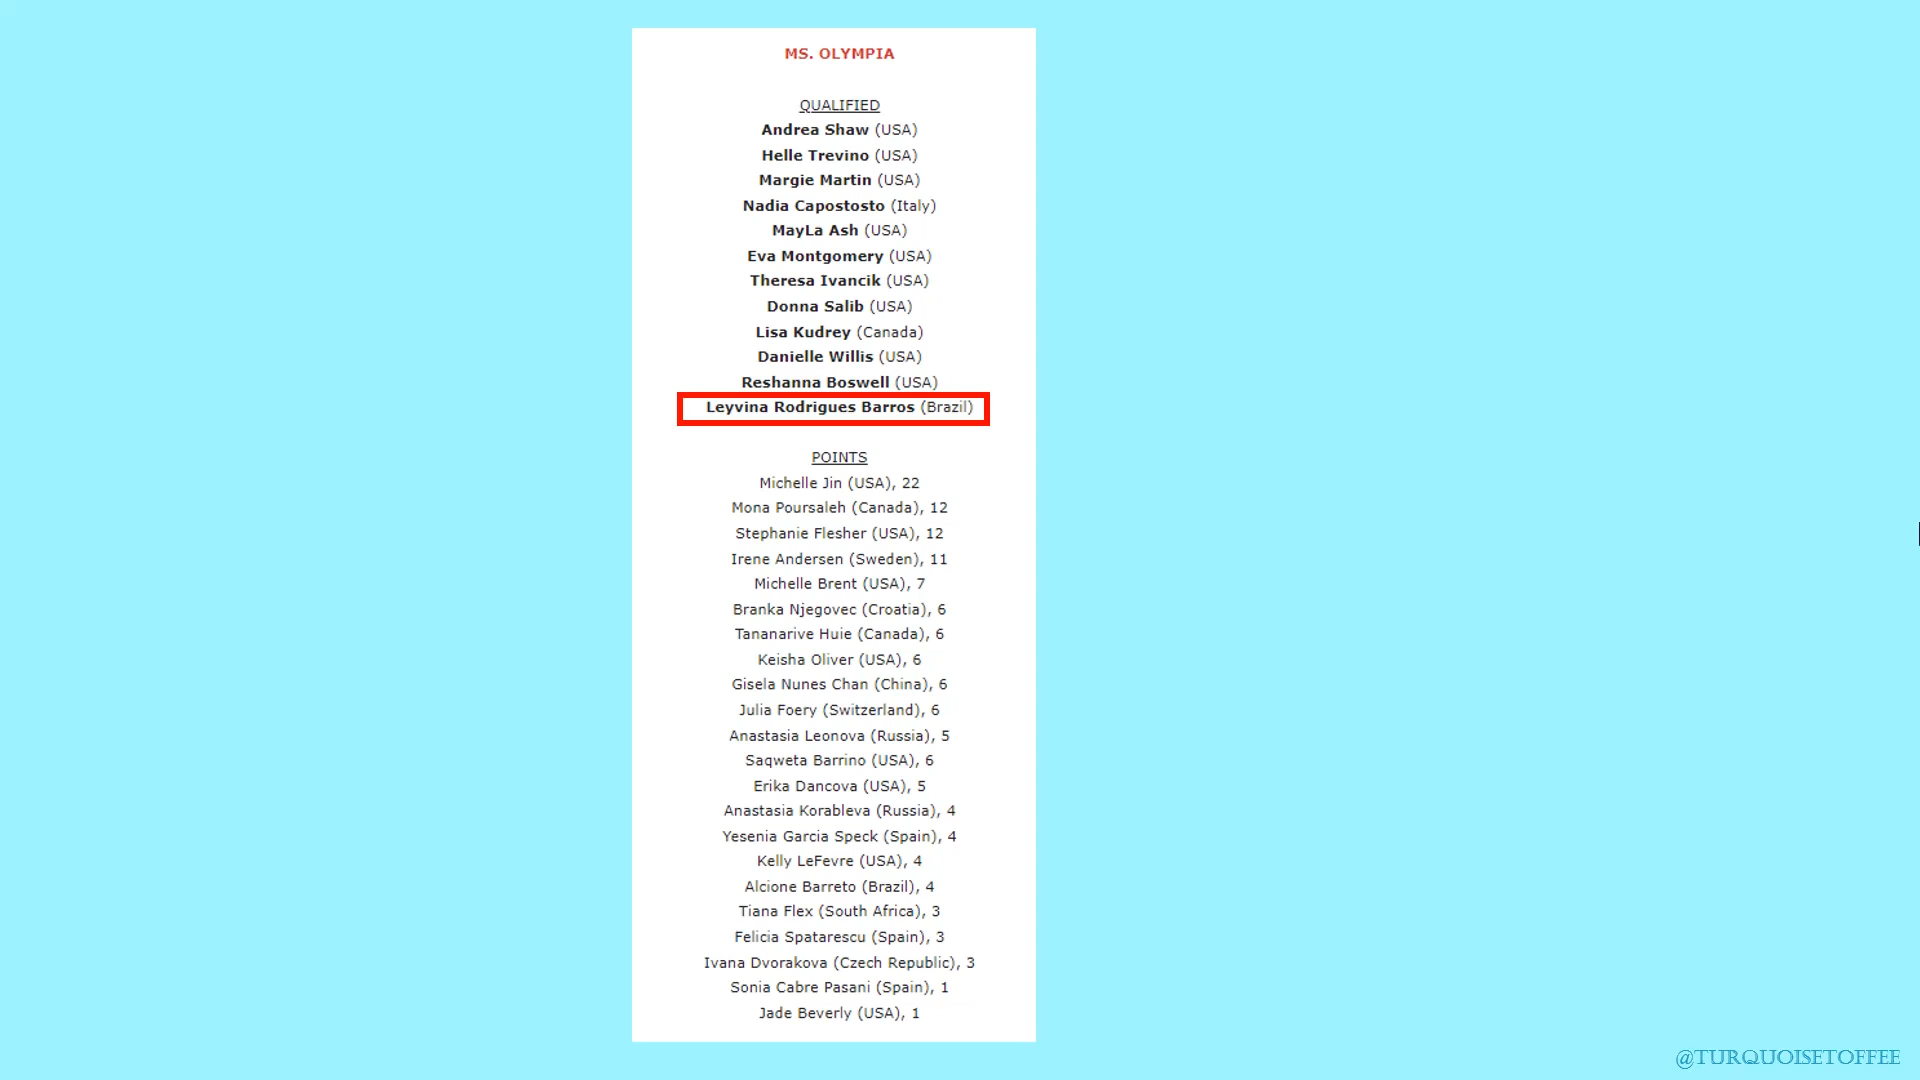 MS. OLYMPIA
QUALIFIED
Andrea Shaw (USA)
Helle Trevino (USA)
Margie Martin (USA)
Nadia Capostosto (Italy)
MayLa Ash (USA)
Eva Montgomery (USA)
Theresa Ivancik (USA)
Donna Salib (USA)
Lisa Kudrey (Canada)
Danielle Willis (USA)
Reshanna Boswell (USA)
Leyvina Rodrigues Barros (Brazil)
POINTS
Michelle Jin (USA), 22
Mona Poursaleh (Canada), 12
Stephanie Flesher (USA), 12
Irene Andersen (Sweden), 11
Michelle Brent (USA), 7
Branka Njegovec (Croatia), 6
Tananarive Huie (Canada), 6
Keisha Oliver (USA), 6
Gisela Nunes Chan (China), 6
Julia Foery (Switzerland), 6
Anastasia Leonova (Russia), 5
Saqweta Barrino (USA), 6
Erika Dancova (USA), 5
Anastasia Korableva (Russia), 4
Yesenia Garcia Speck (Spain), 4
Kelly LeFevre (USA), 4
Alcione Barreto (Brazil), 4
Tiana Flex (South Africa), 3
Felicia Spatarescu (Spain), 3
Ivana Dvorakova (Czech Republic), 3
Sonia Cabre Pasani (Spain), 1
Jade Beverly (USA), 1
@TURQUOISETOFFEE